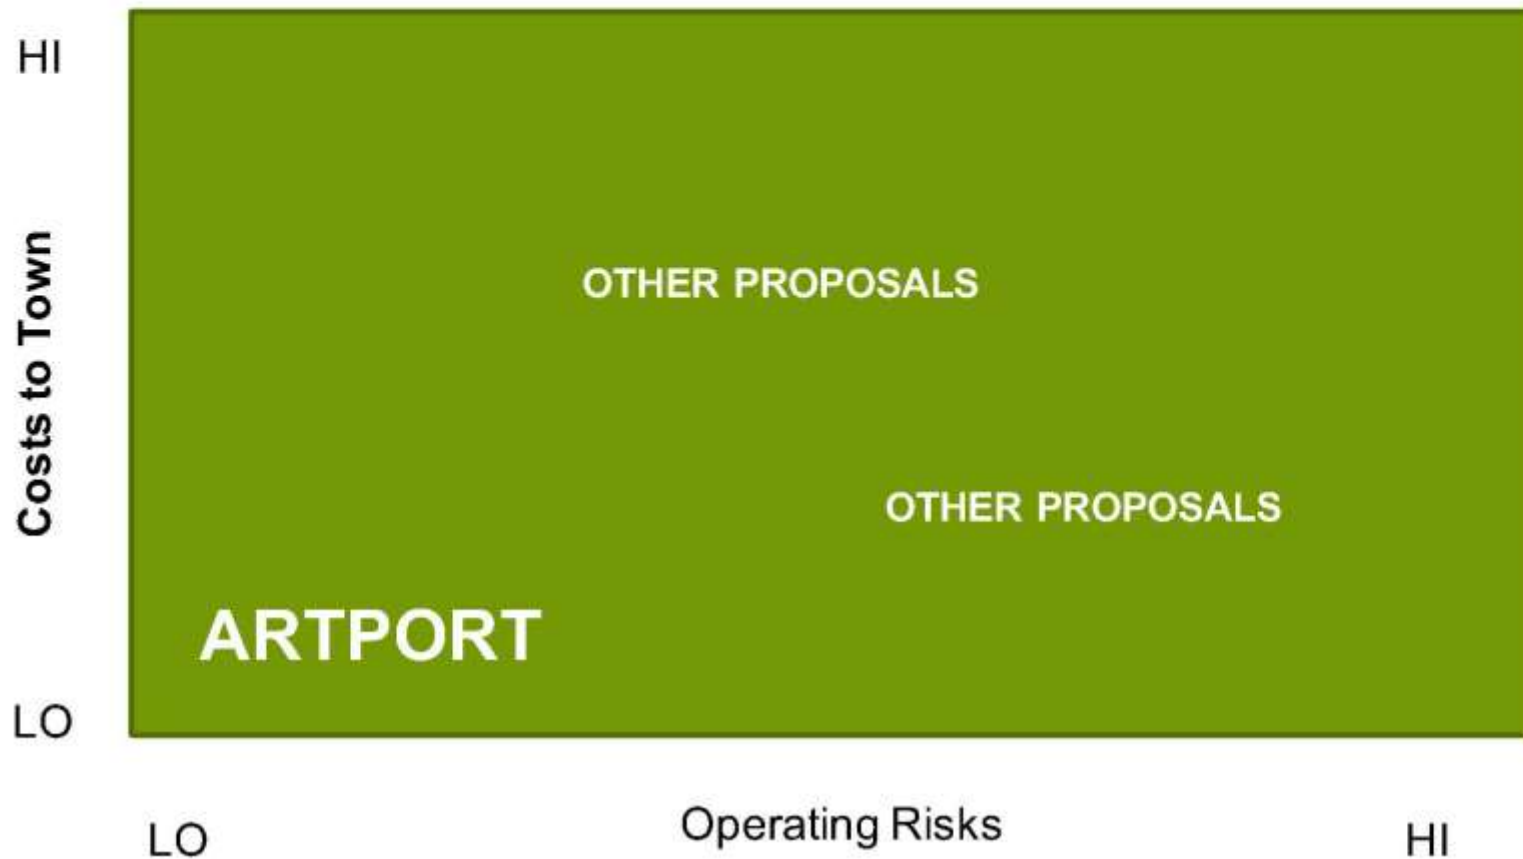 HI
Costs to Town
OTHER PROPOSALS
OTHER PROPOSALS
ARTPORT
LO
LO
Operating Risks
HI